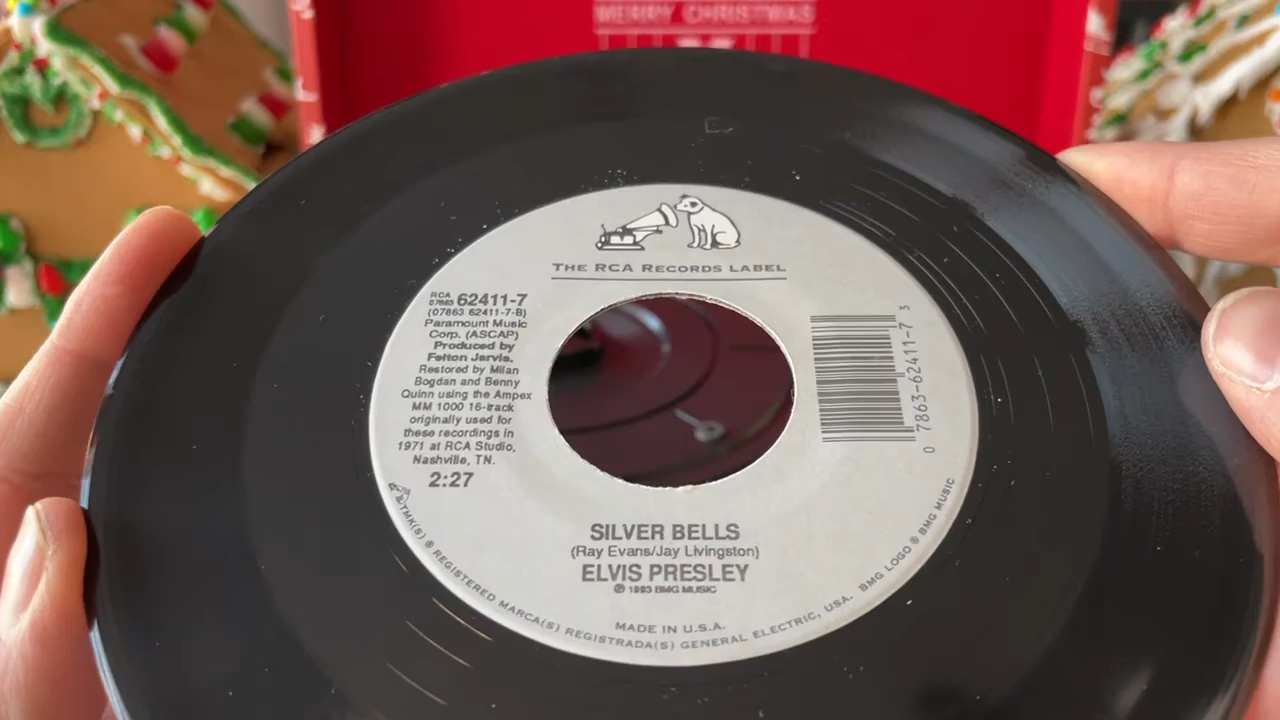 MERRY CHRISTMAS
THE RCA RECORDS LABEL
RCA
07863 62411-7
(07863 62411-7-B)
Paramount Music
Corp. (ASCAP)
Produced by
Felton Jarvis.
Restored by Milan
Bogdan and Benny
Quinn using the Ampex
MM 1000 16-track
originally used for
these recordings in
1971 at RCA Studio,
Nashville, TN.
2:27
0 7863-62411-7 3
SILVER BELLS
(Ray Evans/Jay Livingston)
ELVIS PRESLEY
℗ 1993 BMG MUSIC
MADE IN U.S.A.
TMK(S) ® REGISTERED MARCA(S) REGISTRADA(S) GENERAL ELECTRIC, USA. BMG LOGO ® BMG MUSIC